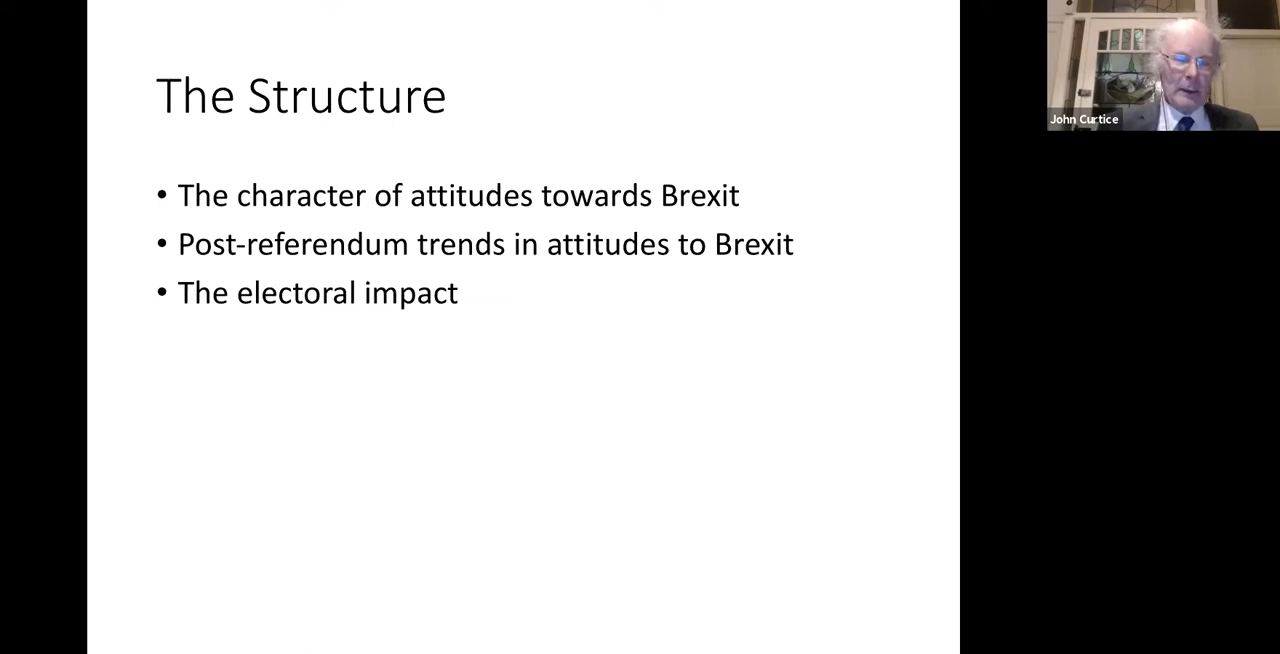 The Structure
• The character of attitudes towards Brexit
• Post-referendum trends in attitudes to Brexit
• The electoral impact
John Curtice